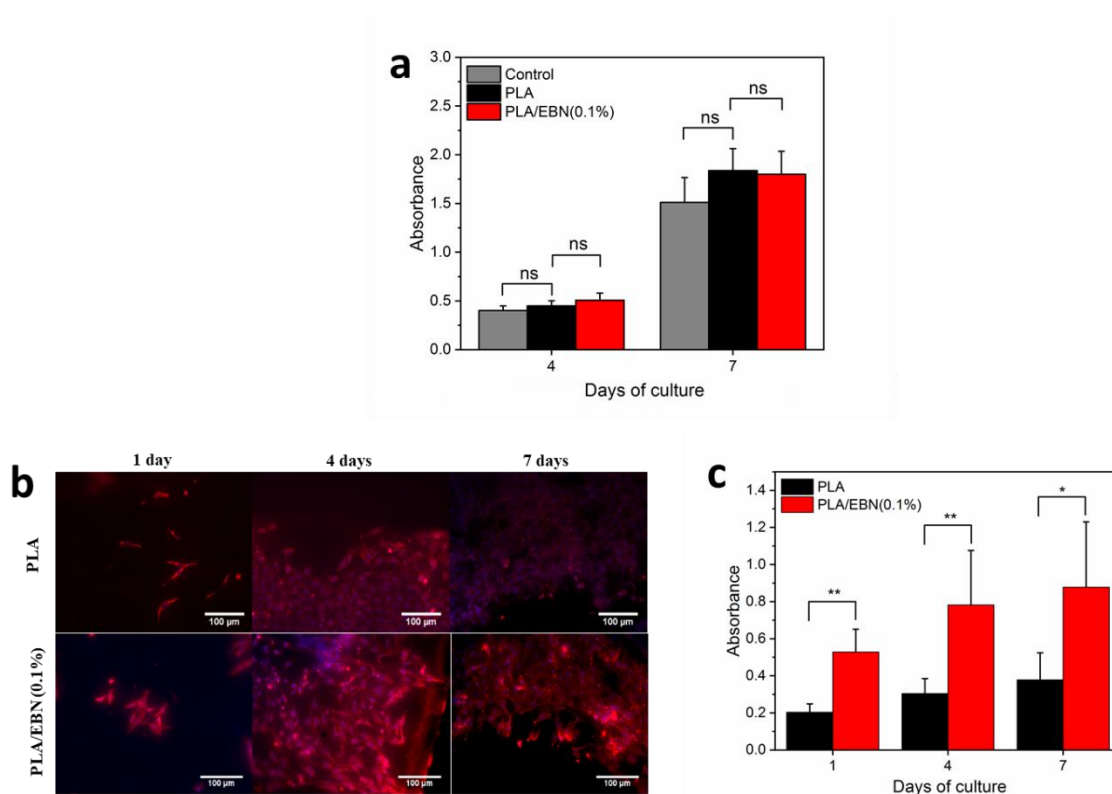 a
3.0
2.5
2.0
1.5
1.0
0.5
0.0
Absorbance
Control
PLA
PLA/EBN(0.1%)
ns
ns
ns
ns
4
7
Days of culture
b
1 day
4 days
7 days
PLA
100 µm
100 µm
100 µm
PLA/EBN(0.1%)
100 µm
100 µm
100 µm
c
1.4
1.2
1.0
0.8
0.6
0.4
0.2
0.0
Absorbance
PLA
PLA/EBN(0.1%)
**
**
*
1
4
7
Days of culture